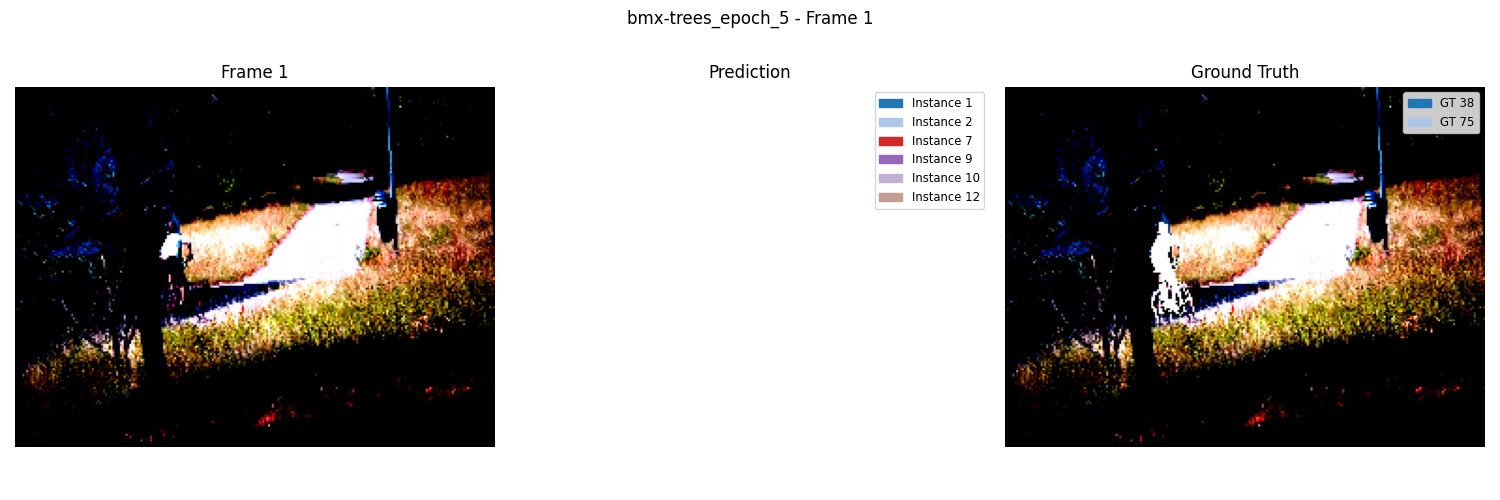 bmx-trees_epoch_5 - Frame 1
Frame 1
Prediction
Ground Truth
Instance 1
Instance 2
Instance 7
Instance 9
Instance 10
Instance 12
GT 38
GT 75